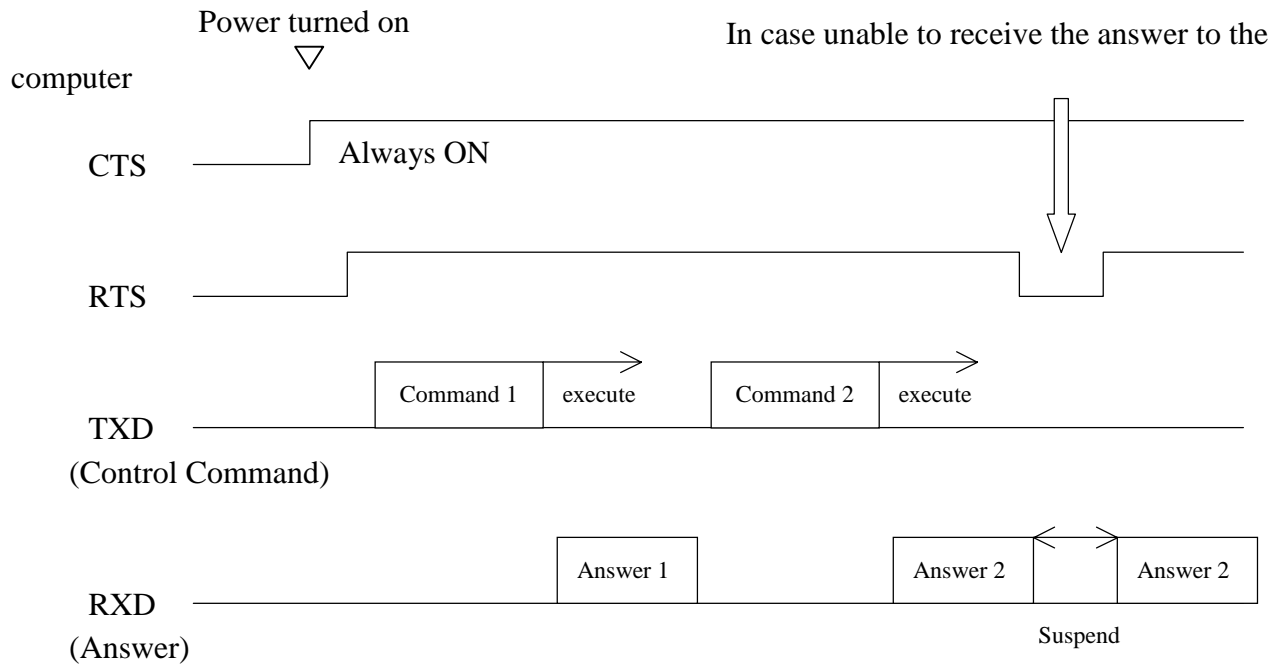 Power turned on
In case unable to receive the answer to the
computer
CTS
Always ON
RTS
Command 1
execute
Command 2
execute
TXD
(Control Command)
Answer 1
Answer 2
Answer 2
RXD
Suspend
(Answer)